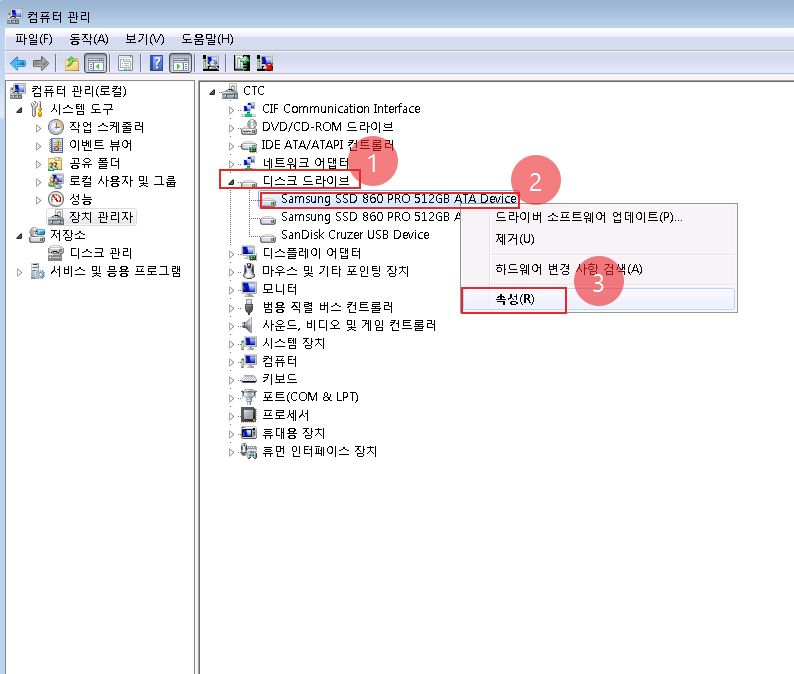 컴퓨터 관리
파일(F) 동작(A) 보기(V) 도움말(H)
컴퓨터 관리(로컬)
시스템 도구
작업 스케줄러
이벤트 뷰어
공유 폴더
로컬 사용자 및 그룹
성능
장치 관리자
저장소
디스크 관리
서비스 및 응용 프로그램
CTC
CIF Communication Interface
DVD/CD-ROM 드라이브
IDE ATA/ATAPI 컨트롤러
네트워크 어댑터
1
디스크 드라이브
Samsung SSD 860 PRO 512GB ATA Device
2
Samsung SSD 860 PRO 512GB A
SanDisk Cruzer USB Device
디스플레이 어댑터
마우스 및 기타 포인팅 장치
모니터
범용 직렬 버스 컨트롤러
사운드, 비디오 및 게임 컨트롤러
시스템 장치
컴퓨터
키보드
포트(COM & LPT)
프로세서
휴대용 장치
휴먼 인터페이스 장치
드라이버 소프트웨어 업데이트(P)...
제거(U)
하드웨어 변경 사항 검색(A)
3
속성(R)